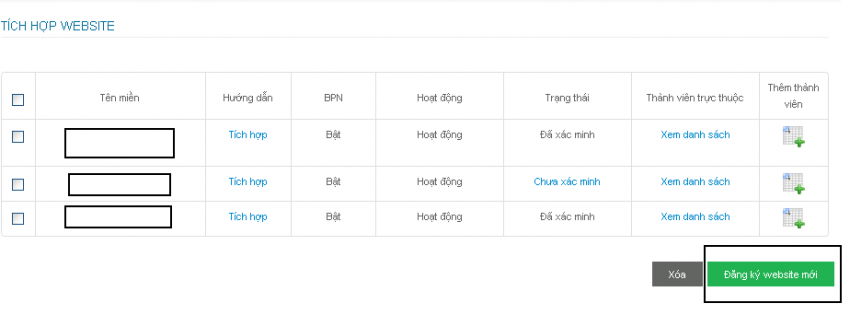 TÍCH HỢP WEBSITE
Tên miền Hướng dẫn BPN Hoạt động Trạng thái Thành viên trực thuộc Thêm thành viên
Tích hợp Bật Hoạt động Đã xác minh Xem danh sách
Tích hợp Bật Hoạt động Chưa xác minh Xem danh sách
Tích hợp Bật Hoạt động Đã xác minh Xem danh sách
Xóa Đăng ký website mới